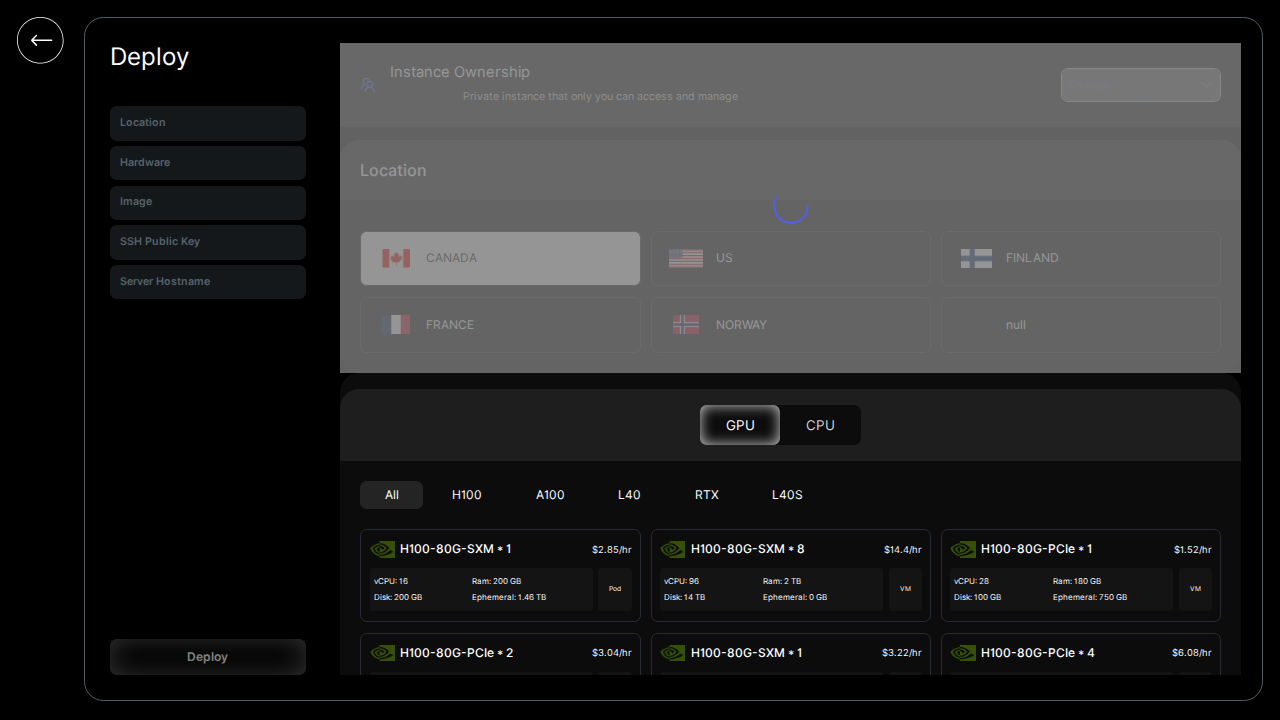 Deploy
Location
Hardware
Image
SSH Public Key
Server Hostname
Deploy
Instance Ownership
Private instance that only you can access and manage
Location
CANADA
US
FINLAND
FRANCE
NORWAY
null
GPU
CPU
All
H100
A100
L40
RTX
L40S
H100-80G-SXM * 1
$2.85/hr
vCPU: 16
Ram: 200 GB
Disk: 200 GB
Ephemeral: 1.46 TB
Pod
H100-80G-SXM * 8
$14.4/hr
vCPU: 96
Ram: 2 TB
Disk: 14 TB
Ephemeral: 0 GB
VM
H100-80G-PCIe * 1
$1.52/hr
vCPU: 28
Ram: 180 GB
Disk: 100 GB
Ephemeral: 750 GB
VM
H100-80G-PCIe * 2
$3.04/hr
H100-80G-SXM * 1
$3.22/hr
H100-80G-PCIe * 4
$6.08/hr